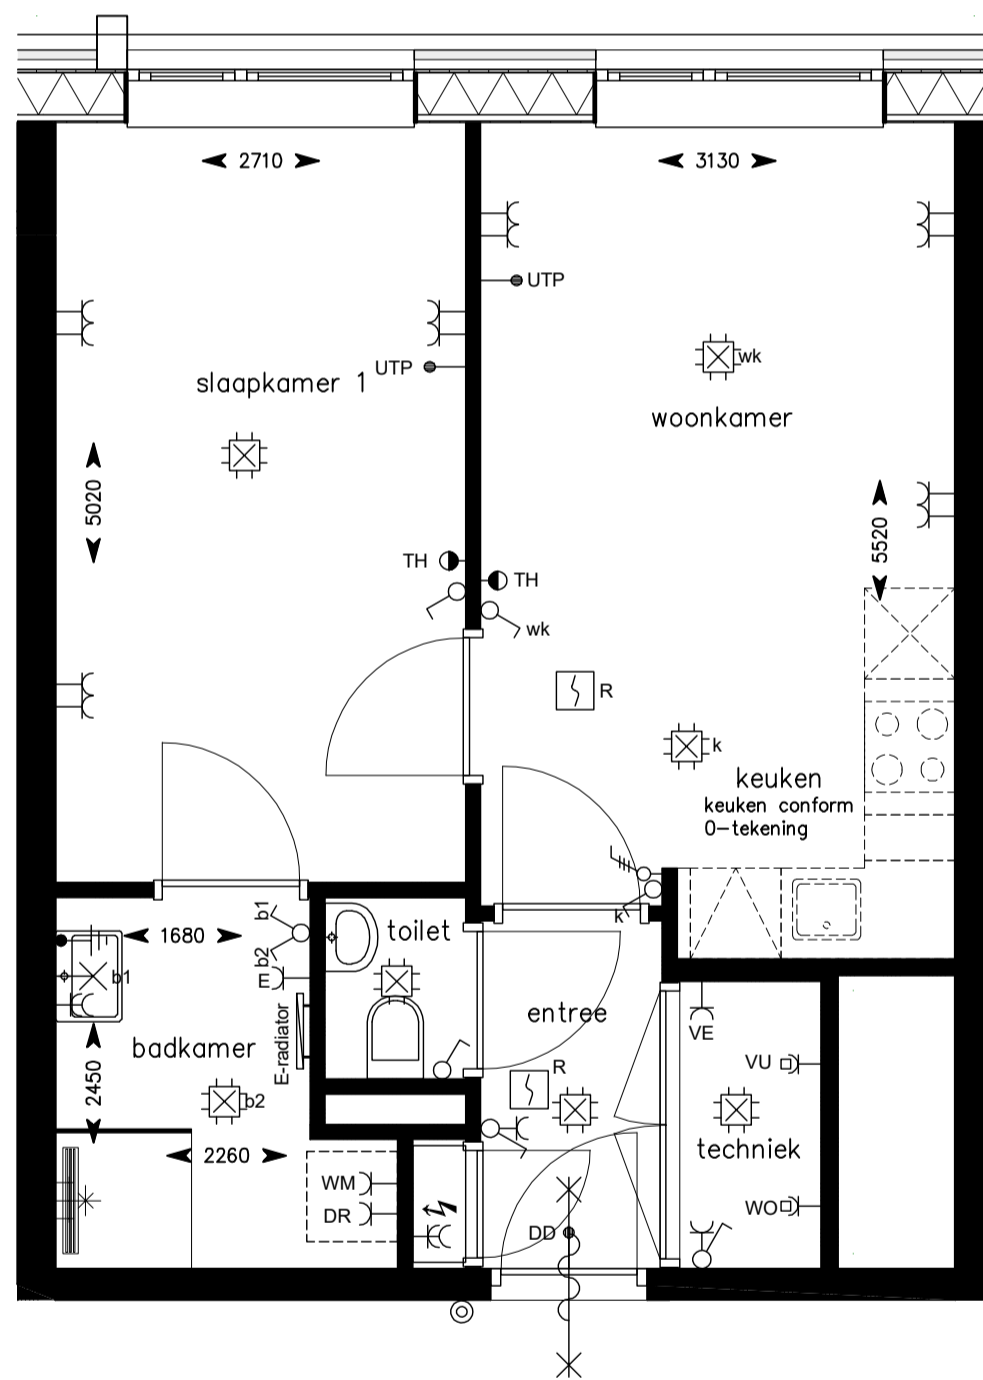 2710
3130
UTP
UTP
wk
slaapkamer 1
woonkamer
5020
5520
TH
TH
wk
R
k
keuken
keuken conform
0-tekening
k
b1
b2
E
1680
toilet
b1
entree
VE
E-radiator
badkamer
2450
b2
R
VU
techniek
2260
WM
DR
DD
WO